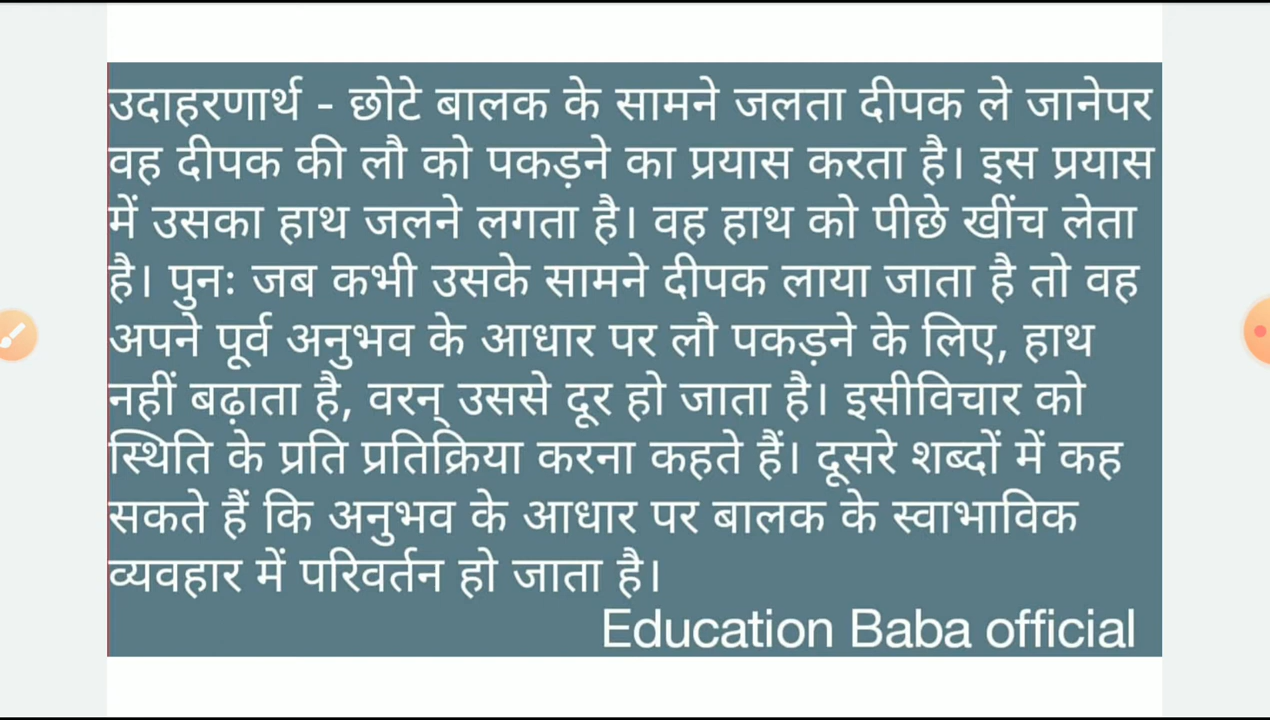 उदाहरणार्थ - छोटे बालक के सामने जलता दीपक ले जानेपर
वह दीपक की लौ को पकड़ने का प्रयास करता है। इस प्रयास
में उसका हाथ जलने लगता है। वह हाथ को पीछे खींच लेता
है। पुनः जब कभी उसके सामने दीपक लाया जाता है तो वह
अपने पूर्व अनुभव के आधार पर लौ पकड़ने के लिए, हाथ
नहीं बढ़ाता है, वरन् उससे दूर हो जाता है। इसीविचार को
स्थिति के प्रति प्रतिक्रिया करना कहते हैं। दूसरे शब्दों में कह
सकते हैं कि अनुभव के आधार पर बालक के स्वाभाविक
व्यवहार में परिवर्तन हो जाता है।
Education Baba official